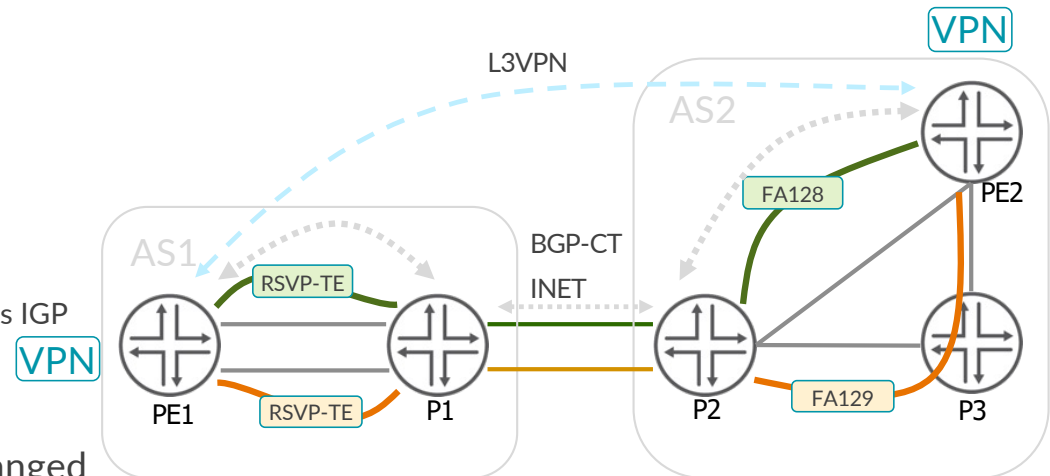 VPN
L3VPN
AS2
FA128
PE2
BGP-CT
AS1
RSVP-TE
INET
s IGP
VPN
PE1
P1
P2
P3
RSVP-TE
FA129
anged